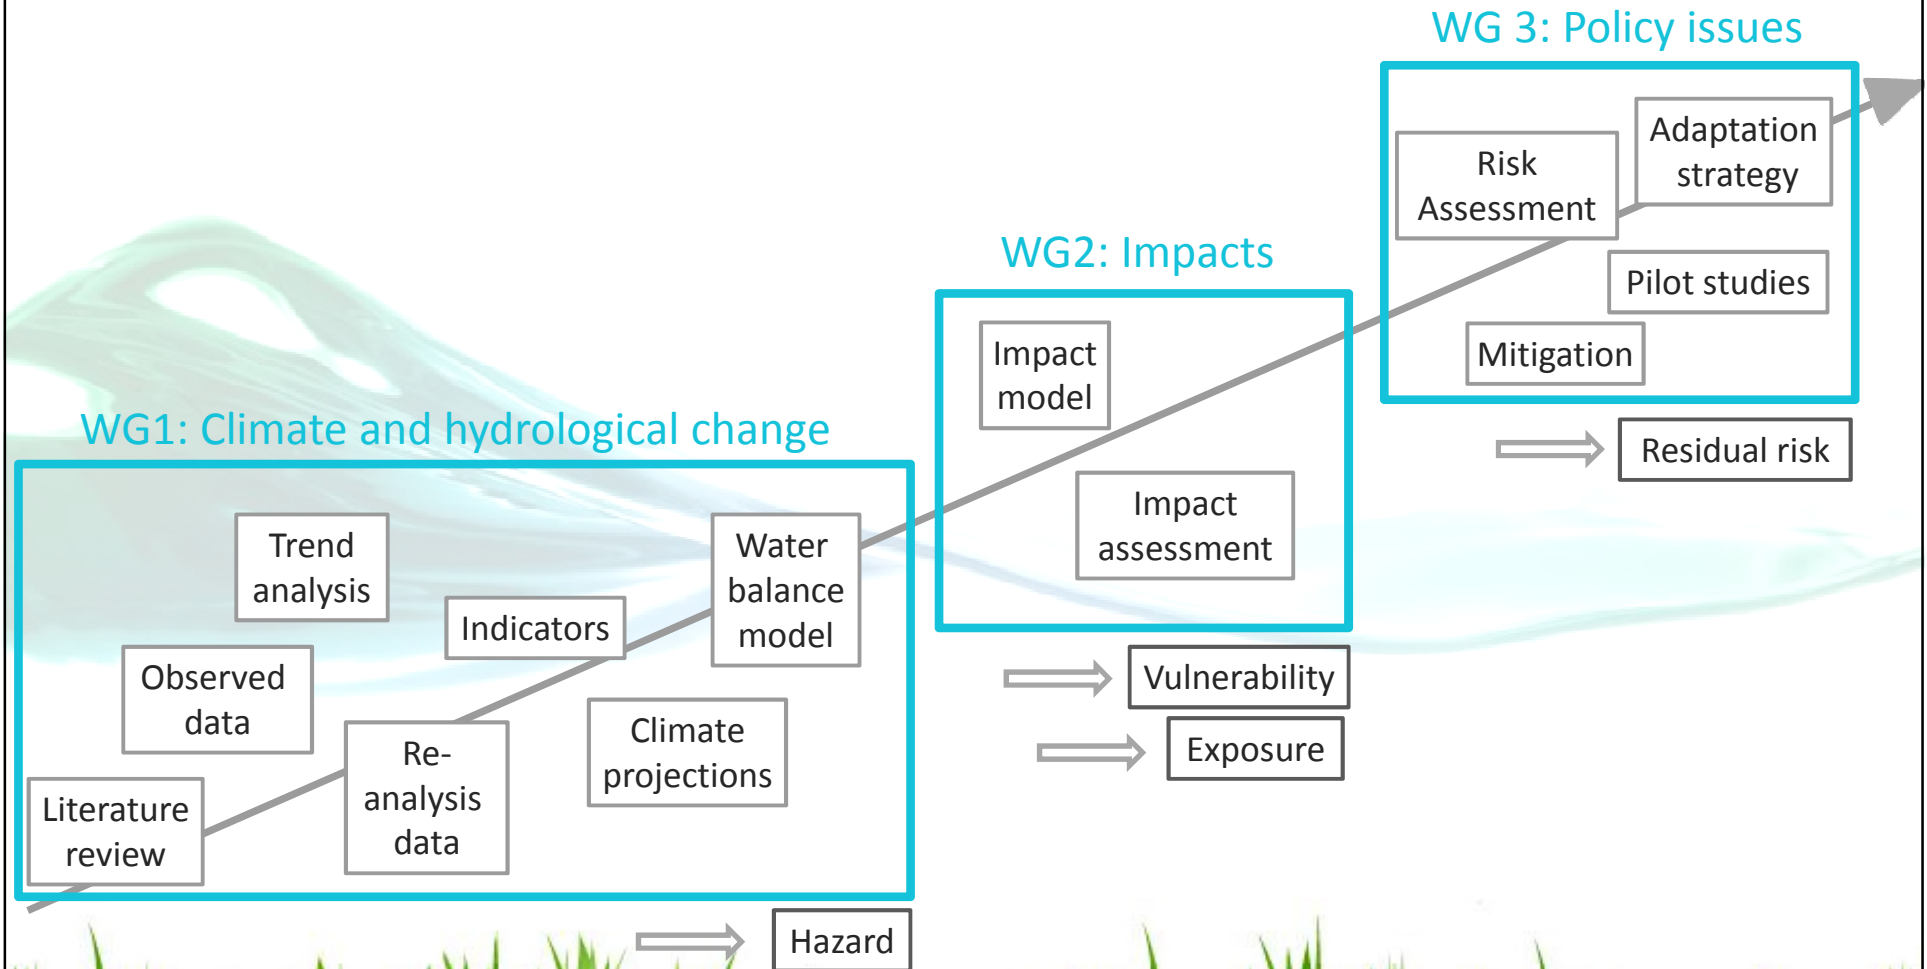 WG 3: Policy issues
Risk
Assessment
Adaptation
strategy
Pilot studies
Mitigation
Residual risk
WG2: Impacts
Impact
model
Impact
assessment
Vulnerability
Exposure
WG1: Climate and hydrological change
Trend
analysis
Indicators
Water
balance
model
Observed
data
Re-
analysis
data
Climate
projections
Literature
review
Hazard